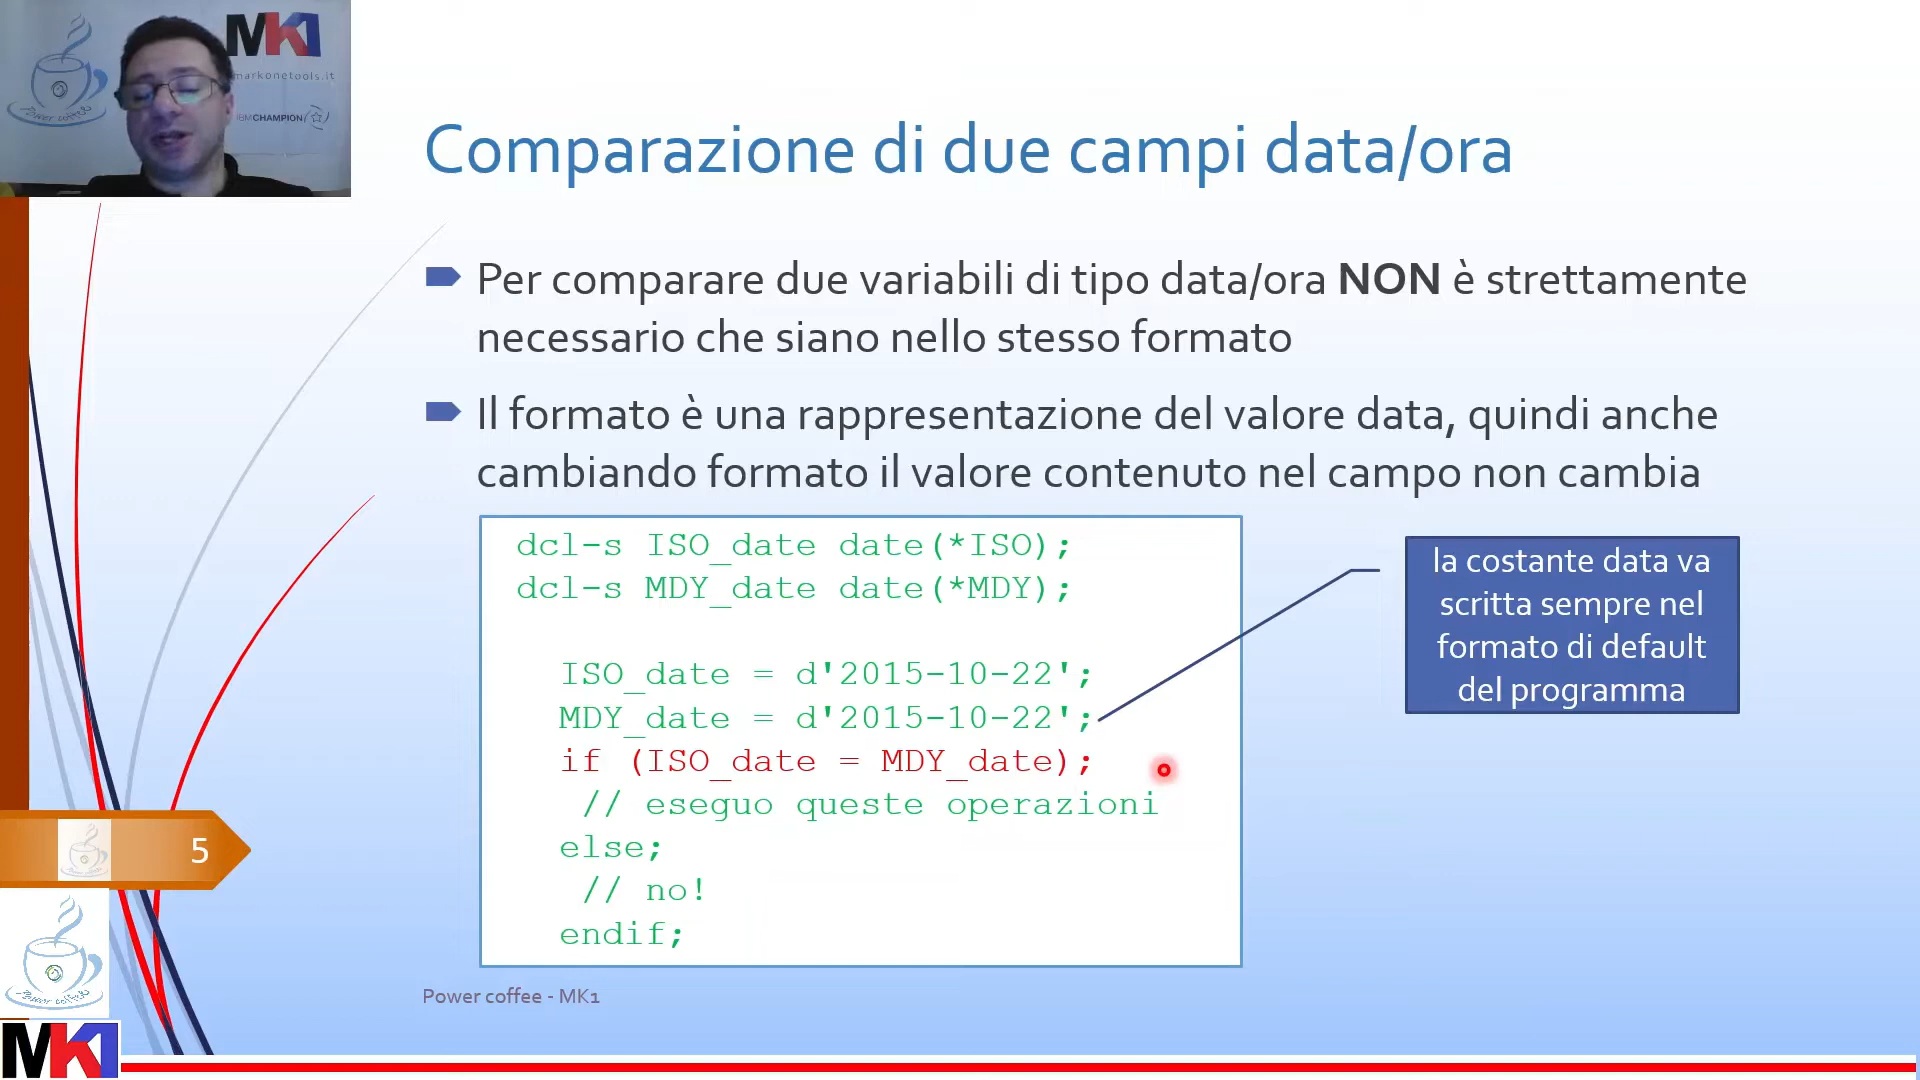 MK1
markonetools.it
Power coffee
IBM CHAMPION
Comparazione di due campi data/ora
Per comparare due variabili di tipo data/ora NON è strettamente
necessario che siano nello stesso formato
Il formato è una rappresentazione del valore data, quindi anche
cambiando formato il valore contenuto nel campo non cambia
dcl-s ISO_date date(*ISO);
dcl-s MDY_date date(*MDY);
ISO_date = d'2015-10-22';
MDY_date = d'2015-10-22';
if (ISO_date = MDY_date);
// eseguo queste operazioni
else;
// no!
endif;
la costante data va
scritta sempre nel
formato di default
del programma
5
Power coffee
Power coffee - MK1
MK1